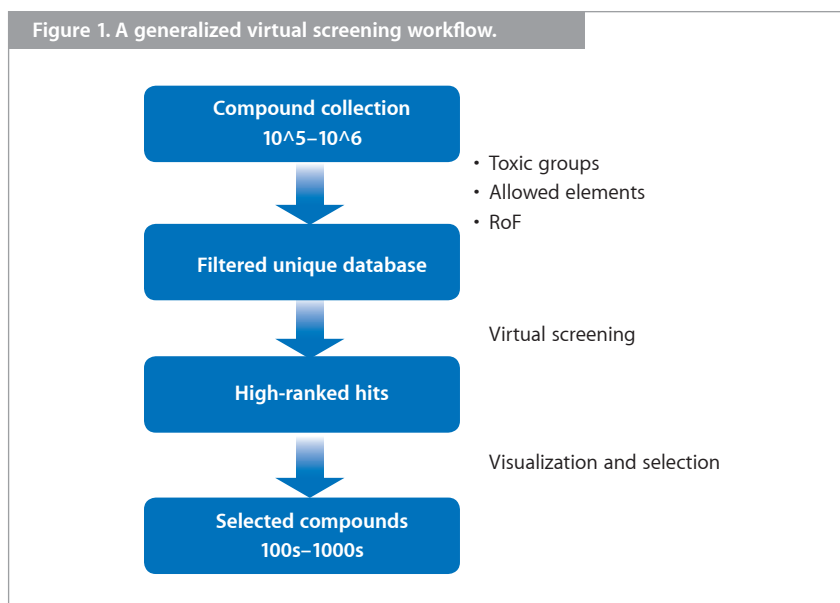 Figure 1. A generalized virtual screening workflow.
Compound collection
10^5–10^6
• Toxic groups
• Allowed elements
• RoF
Filtered unique database
Virtual screening
High-ranked hits
Visualization and selection
Selected compounds
100s–1000s